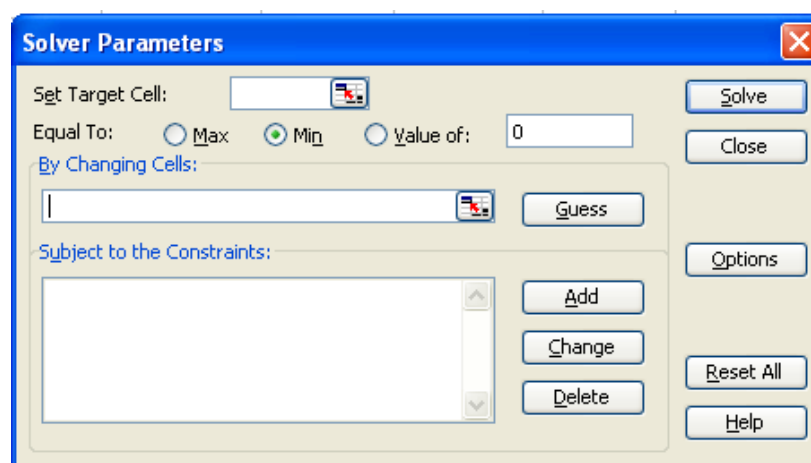 Solver Parameters
Set Target Cell:
Solve
Equal To: Max Min Value of: 0
Close
By Changing Cells:
Guess
Subject to the Constraints:
Options
Add
Change
Reset All
Delete
Help